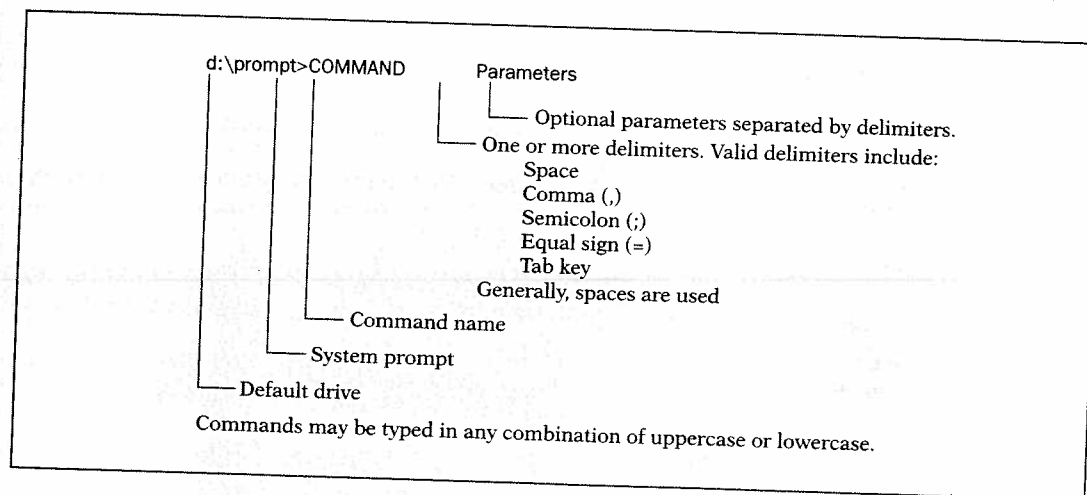 d:\prompt>COMMAND Parameters
Optional parameters separated by delimiters.
One or more delimiters. Valid delimiters include:
Space
Comma (,)
Semicolon (;)
Equal sign (=)
Tab key
Generally, spaces are used
Command name
System prompt
Default drive
Commands may be typed in any combination of uppercase or lowercase.